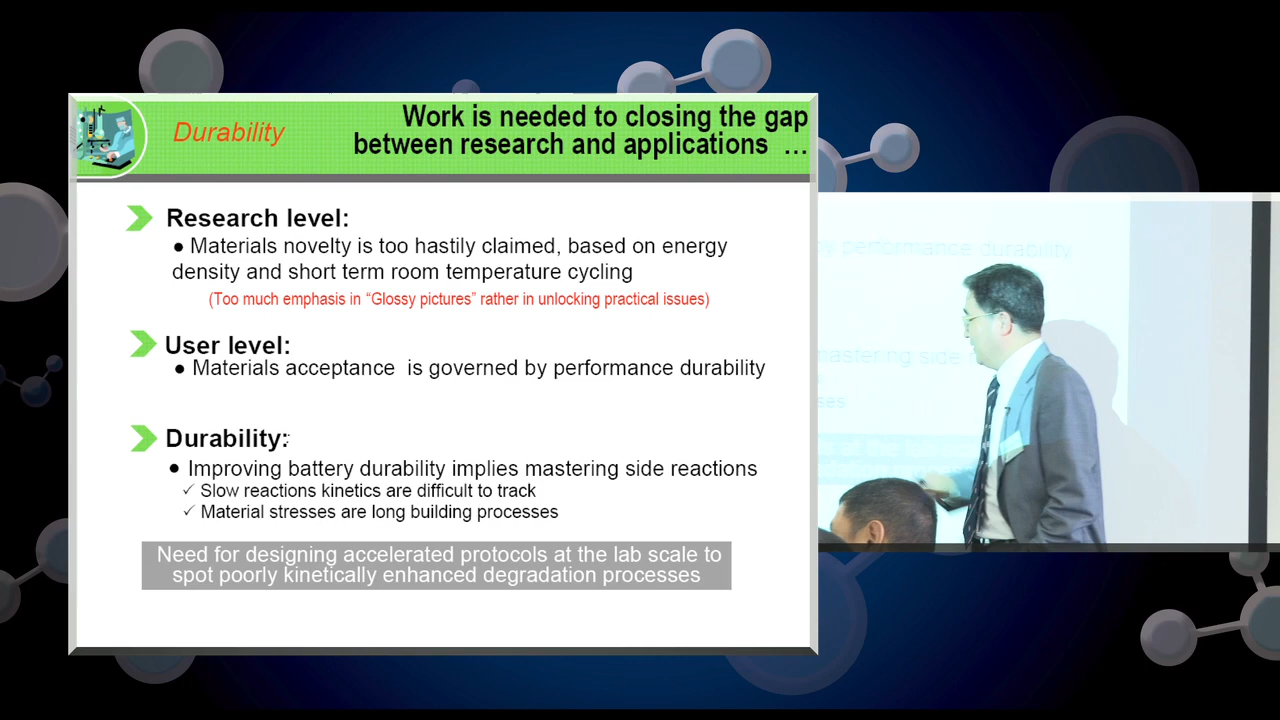 Durability
Work is needed to closing the gap
between research and applications ...
Research level:
● Materials novelty is too hastily claimed, based on energy
density and short term room temperature cycling
(Too much emphasis in “Glossy pictures” rather in unlocking practical issues)
User level:
● Materials acceptance is governed by performance durability
Durability:
● Improving battery durability implies mastering side reactions
✓ Slow reactions kinetics are difficult to track
✓ Material stresses are long building processes
Need for designing accelerated protocols at the lab scale to
spot poorly kinetically enhanced degradation processes
performance durability
mastering side